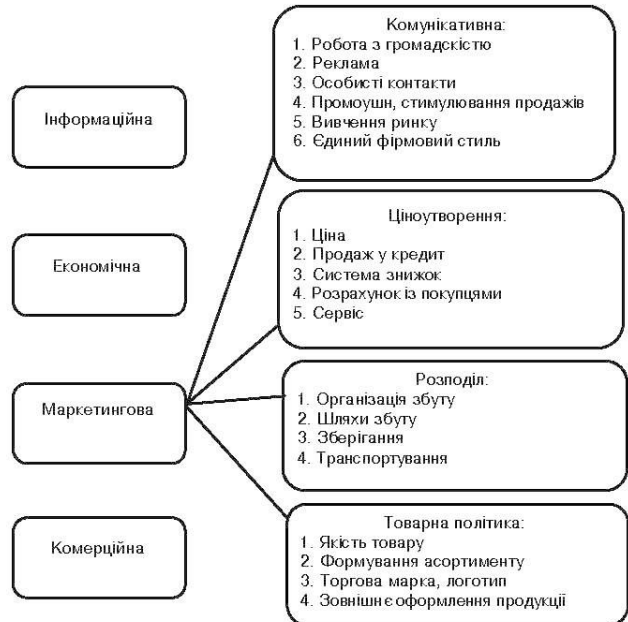 Інформаційна
Економічна
Маркетингова
Комерційна
Комунікативна:
1. Робота з громадскістю
2. Реклама
3. Особисті контакти
4. Промоушн, стимулювання продажів
5. Вивчення ринку
6. Єдиний фірмовий стиль
Ціноутворення:
1. Ціна
2. Продаж у кредит
3. Система знижок
4. Розрахунок із покупцями
5. Сервіс
Розподіл:
1. Організація збуту
2. Шляхи збуту
3. Зберігання
4. Транспортування
Товарна політика:
1. Якість товару
2. Формування асортименту
3. Торгова марка, логотип
4. Зовнішнє оформлення продукції